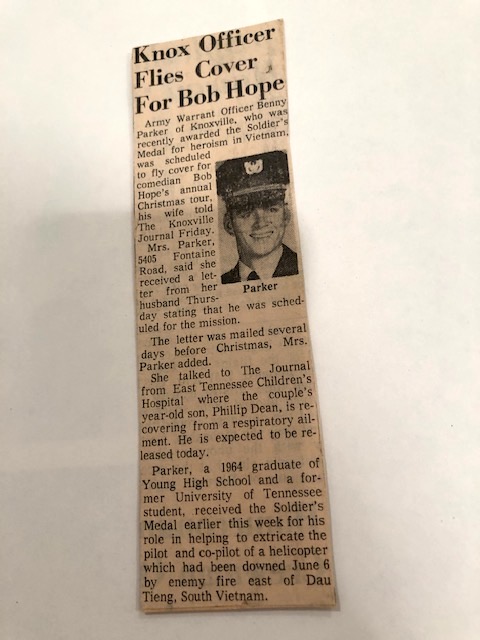 Knox Officer
Flies Cover
For Bob Hope
Army Warrant Officer Benny
Parker of Knoxville, who was
recently awarded the Soldier's
Medal for heroism in Vietnam,
was scheduled
to fly cover for
comedian Bob
Hope's annual
Christmas tour,
his wife told
The Knoxville
Journal Friday.
Mrs. Parker,
5405 Fontaine
Road, said she
received a let-
ter from her
husband Thurs-
day stating that he was sched-
uled for the mission.
Parker
The letter was mailed several
days before Christmas, Mrs.
Parker added.
She talked to The Journal
from East Tennessee Children's
Hospital where the couple's
year-old son, Phillip Dean, is re-
covering from a respiratory ail-
ment. He is expected to be re-
leased today.
Parker, a 1964 graduate of
Young High School and a for-
mer University of Tennessee
student, received the Soldier's
Medal earlier this week for his
role in helping to extricate the
pilot and co-pilot of a helicopter
which had been downed June 6
by enemy fire east of Dau
Tieng, South Vietnam.